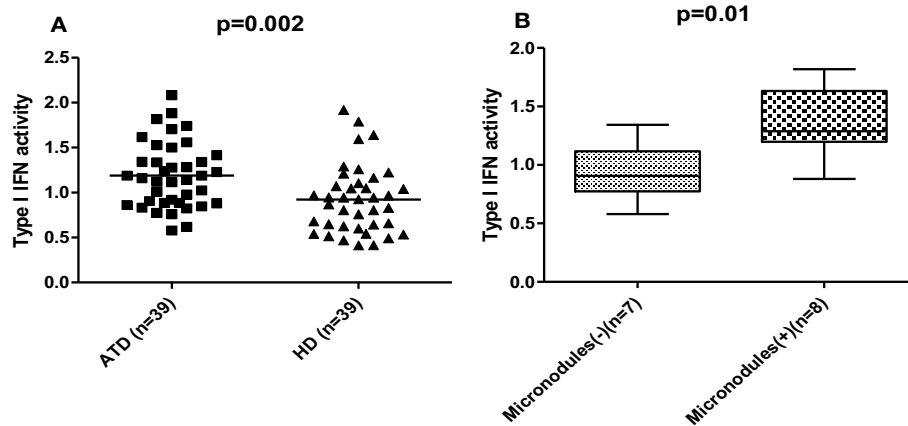 A
p=0.002
Type I IFN activity
2.5
2.0
1.5
1.0
0.5
0.0
ATD (n=39)
HD (n=39)
B
p=0.01
Type I IFN activity
2.0
1.5
1.0
0.5
0.0
Micronodules(-)(n=7)
Micronodules(+)(n=8)